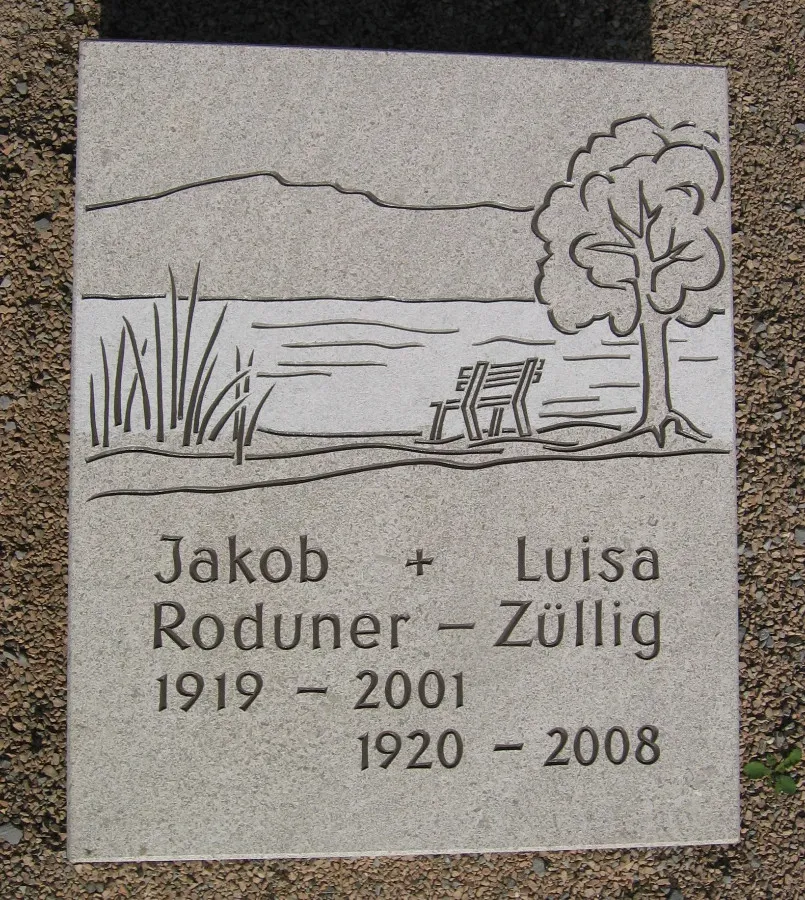 Jakob + Luisa
Roduner – Züllig
1919 – 2001
1920 – 2008